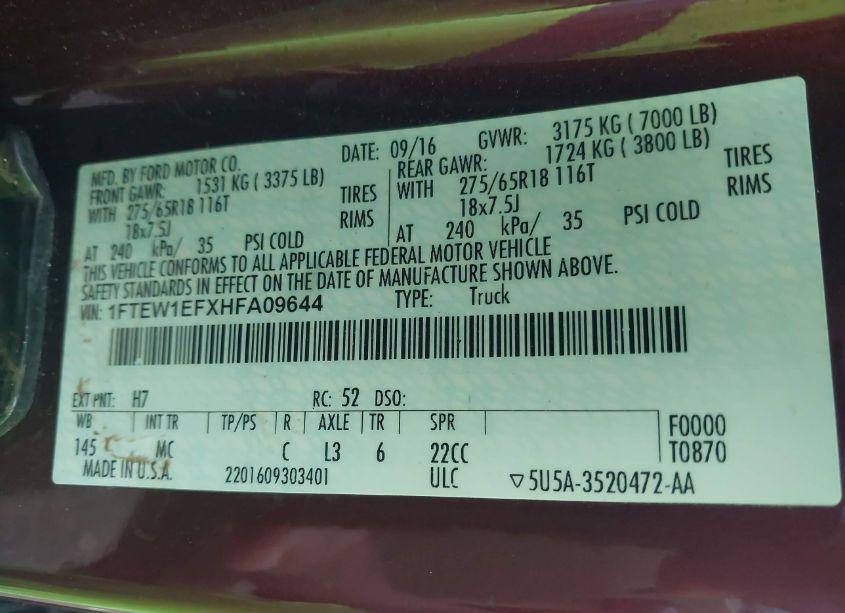 MFD. BY FORD MOTOR CO. DATE: 09/16 GVWR: 3175 KG ( 7000 LB)
FRONT GAWR: 1531 KG ( 3375 LB) REAR GAWR: 1724 KG ( 3800 LB)
WITH 275/65R18 116T TIRES WITH 275/65R18 116T TIRES
18x7.5J RIMS 18x7.5J RIMS
AT 240 kPa/ 35 PSI COLD AT 240 kPa/ 35 PSI COLD
THIS VEHICLE CONFORMS TO ALL APPLICABLE FEDERAL MOTOR VEHICLE
SAFETY STANDARDS IN EFFECT ON THE DATE OF MANUFACTURE SHOWN ABOVE.
VIN: 1FTEW1EFXHFA09644 TYPE: Truck
EXT PNT: H7 RC: 52 DSO:
WB INT TR TP/PS R AXLE TR SPR F0000
145 MC C L3 6 22CC T0870
MADE IN U.S.A. 2201609303401 ULC ▽5U5A-3520472-AA